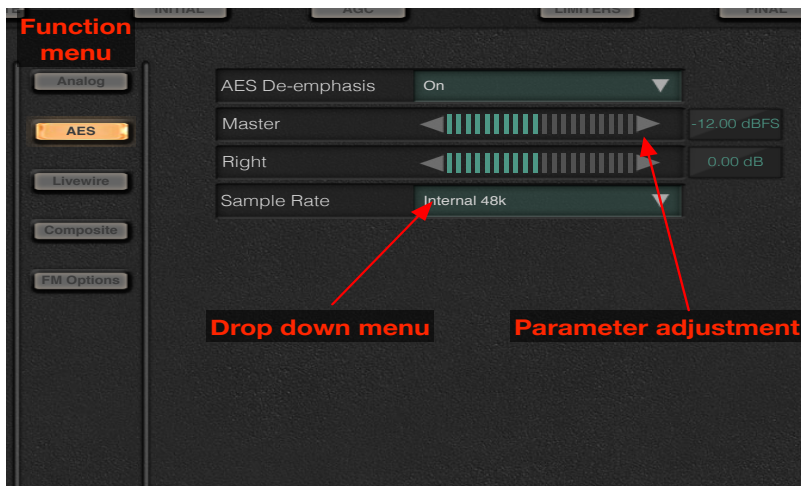 INITIAL AGC LIMITERS FINAL
Function
menu
Analog
AES
Livewire
Composite
FM Options
AES De-emphasis On
Master -12.00 dBFS
Right 0.00 dB
Sample Rate Internal 48k
Drop down menu Parameter adjustment